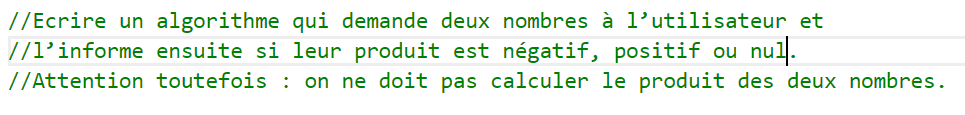 //Ecrire un algorithme qui demande deux nombres à l’utilisateur et
//l’informe ensuite si leur produit est négatif, positif ou nul.
//Attention toutefois : on ne doit pas calculer le produit des deux nombres.